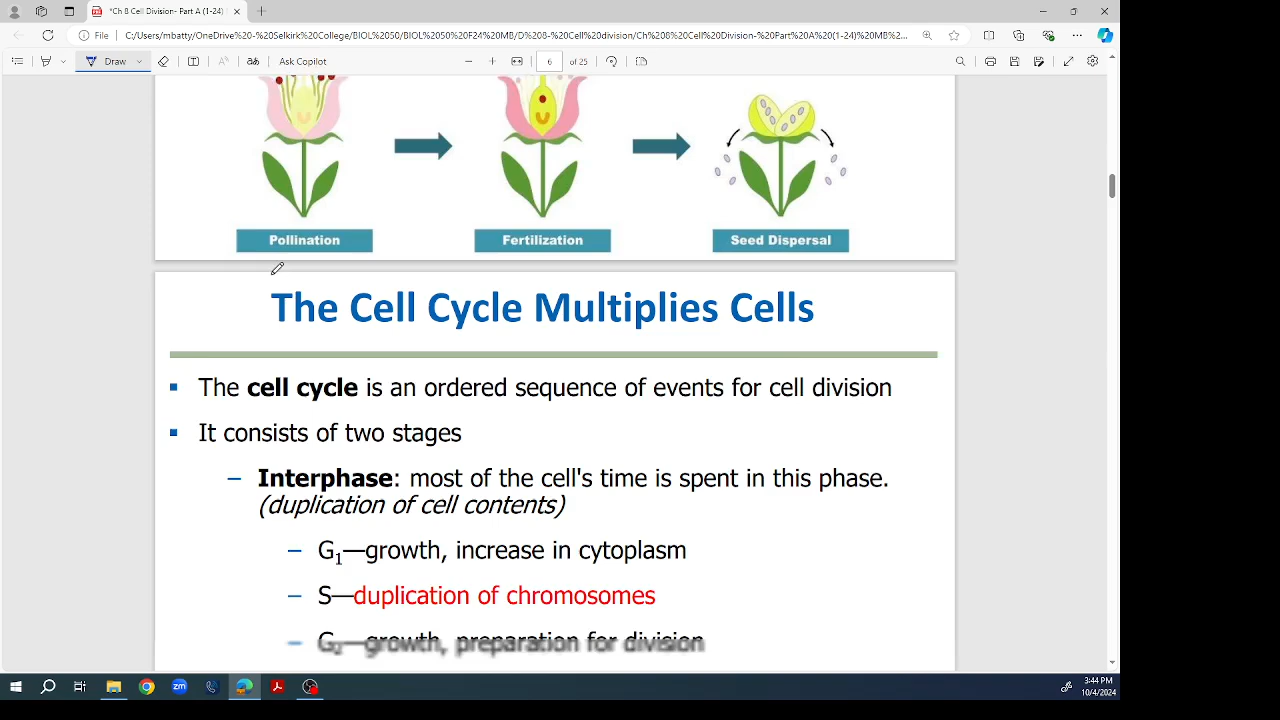 *Ch 8 Cell Division- Part A (1-24)
File
C:/Users/mbatty/OneDrive%20-%20Selkirk%20College/BIOL%2050/BIOL%2050%20F24%20MB/D%208-%20Cell%20division/Ch%208%20Cell%20Division-%20Part%20A%20(1-24)%20MB%2...
Draw
Ask Copilot
6 of 25
Pollination
Fertilization
Seed Dispersal
The Cell Cycle Multiplies Cells
▪ The cell cycle is an ordered sequence of events for cell division
▪ It consists of two stages
– Interphase: most of the cell's time is spent in this phase.
(duplication of cell contents)
– G1—growth, increase in cytoplasm
– S—duplication of chromosomes
– G2—growth, preparation for division
3:44 PM
10/4/2024